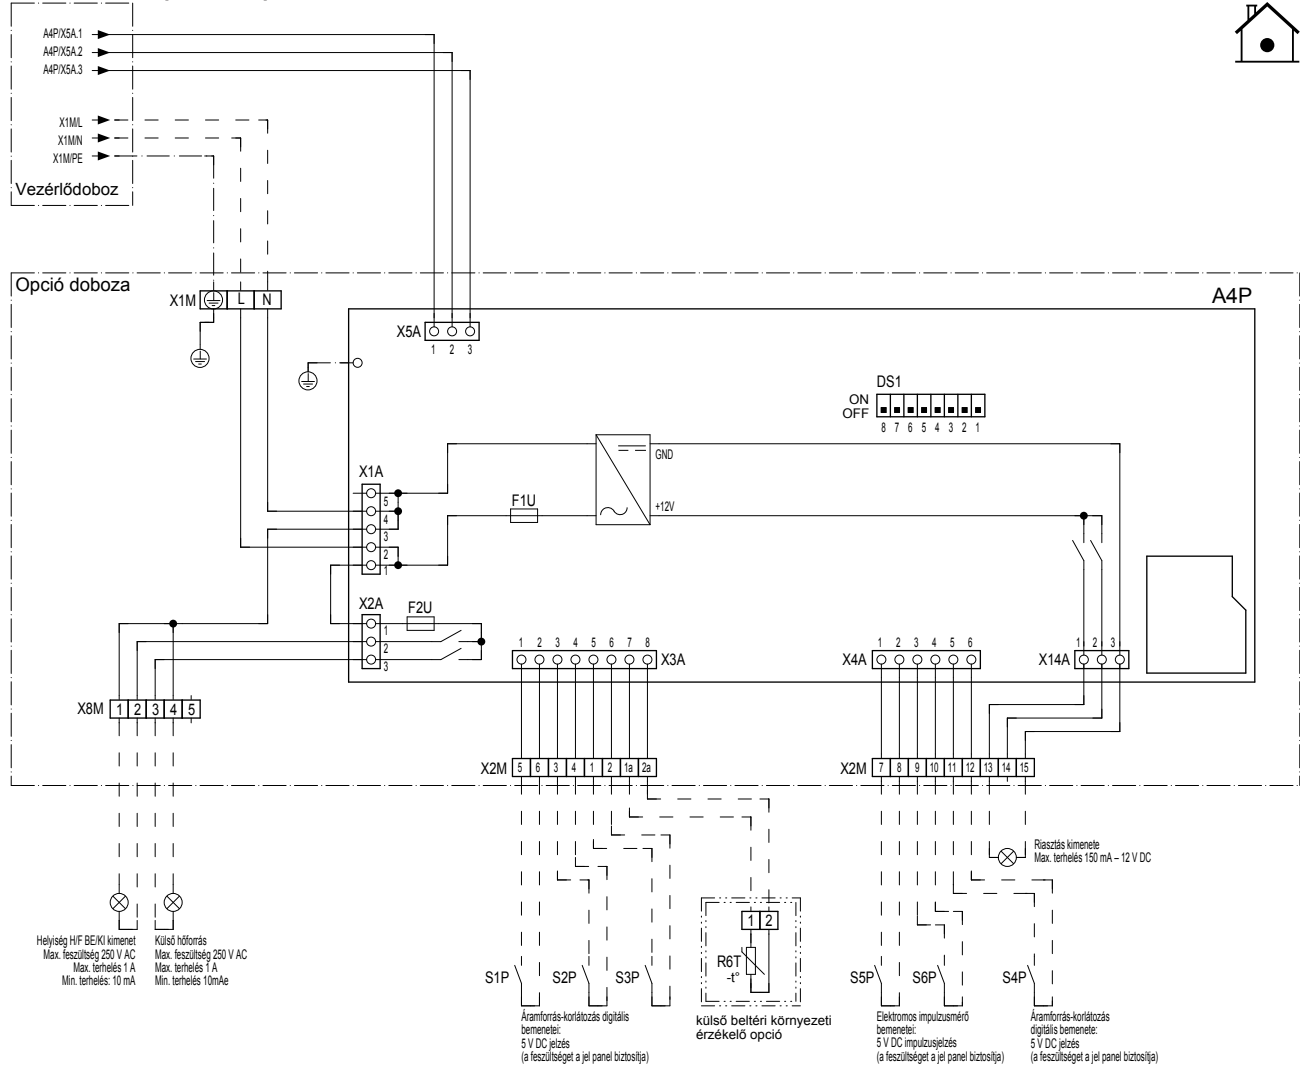 A4P/X5A.1
A4P/X5A.2
A4P/X5A.3
X1M/L
X1M/N
X1M/PE
Vezérlődoboz
Opció doboza
X1M
L N
A4P
X5A
1 2 3
DS1
ON
OFF
8 7 6 5 4 3 2 1
X1A
5
4
3
2
1
F1U
GND
+12V
X2A
F2U
1
2
3
1 2 3 4 5 6 7 8
X3A
1 2 3 4 5 6
X4A
1 2 3
X14A
X8M 1 2 3 4 5
X2M 5 6 3 4 1 2 1a 2a
X2M 7 8 9 10 11 12 13 14 15
Riasztás kimenete
Max. terhelés 150 mA – 12 V DC
Helyiség H/F BE/KI kimenet
Max. feszültség 250 V AC
Max. terhelés 1 A
Min. terhelés: 10 mA
Külső hőforrás
Max. feszültség 250 V AC
Max. terhelés 1 A
Min. terhelés 10mAe
S1P
S2P
S3P
1 2
R6T
-t°
S5P
S6P
S4P
Áramforrás-korlátozás digitális
bemenetei:
5 V DC jelzés
(a feszültséget a jel panel biztosítja)
külső beltéri környezeti
érzékelő opció
Elektromos impulzusmérő
bemenetei:
5 V DC impulzusjelzés
(a feszültséget a jel panel biztosítja)
Áramforrás-korlátozás
digitális bemenete:
5 V DC jelzés
(a feszültséget a jel panel biztosítja)